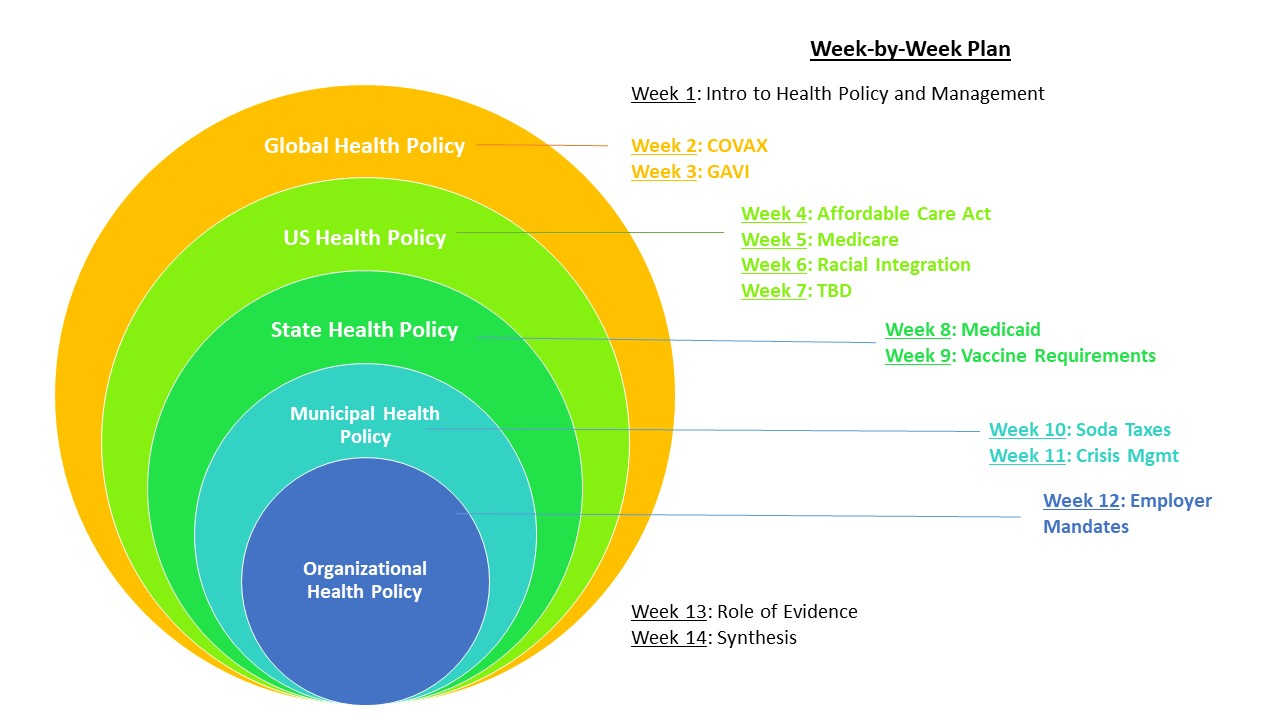 Week-by-Week Plan
Week 1: Intro to Health Policy and Management
Global Health Policy
Week 2: COVAX
Week 3: GAVI
US Health Policy
Week 4: Affordable Care Act
Week 5: Medicare
Week 6: Racial Integration
Week 7: TBD
State Health Policy
Week 8: Medicaid
Week 9: Vaccine Requirements
Municipal Health
Policy
Week 10: Soda Taxes
Week 11: Crisis Mgmt
Organizational
Health Policy
Week 12: Employer
Mandates
Week 13: Role of Evidence
Week 14: Synthesis